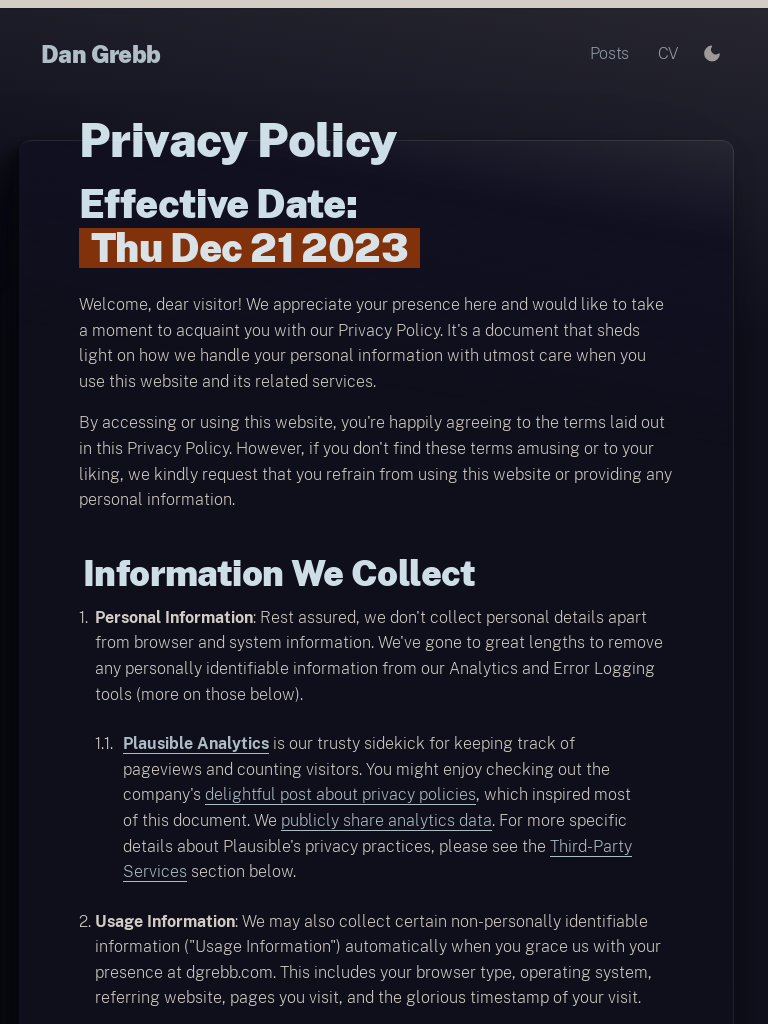 Dan Grebb
Posts
CV
Privacy Policy
Effective Date:
Thu Dec 21 2023
Welcome, dear visitor! We appreciate your presence here and would like to take
a moment to acquaint you with our Privacy Policy. It's a document that sheds
light on how we handle your personal information with utmost care when you
use this website and its related services.
By accessing or using this website, you're happily agreeing to the terms laid out
in this Privacy Policy. However, if you don't find these terms amusing or to your
liking, we kindly request that you refrain from using this website or providing any
personal information.
Information We Collect
1. Personal Information: Rest assured, we don't collect personal details apart
from browser and system information. We've gone to great lengths to remove
any personally identifiable information from our Analytics and Error Logging
tools (more on those below).
1.1. Plausible Analytics is our trusty sidekick for keeping track of
pageviews and counting visitors. You might enjoy checking out the
company's delightful post about privacy policies, which inspired most
of this document. We publicly share analytics data. For more specific
details about Plausible's privacy practices, please see the Third-Party
Services section below.
2. Usage Information: We may also collect certain non-personally identifiable
information ("Usage Information") automatically when you grace us with your
presence at dgrebb.com. This includes your browser type, operating system,
referring website, pages you visit, and the glorious timestamp of your visit.